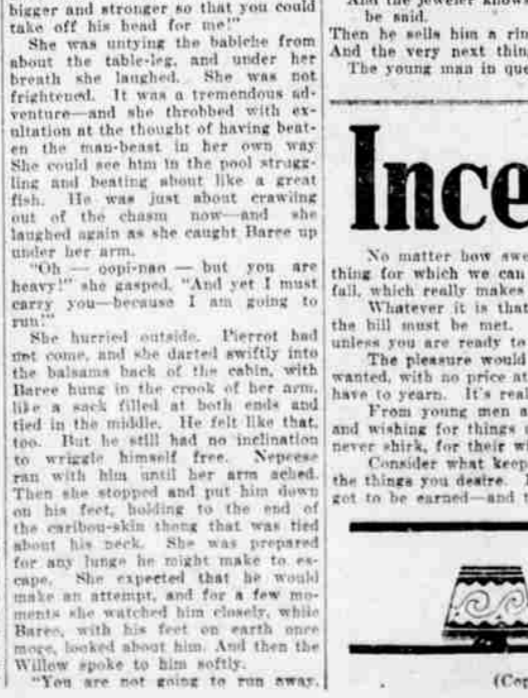 bigger and stronger so that you could
take off his head for me!"
She was untying the babiche from
about the table-leg, and under her
breath she laughed. She was not
frightened. It was a tremendous ad-
venture—and she throbbed with ex-
ultation at the thought of having beat-
en the man-beast in her own way
She could see him in the pool strugg-
ling and beating about like a great
fish. He was just about crawling
out of the chasm now—and she
laughed again as she caught Baree up
under her arm.
"Oh — oopi-nao — but you are
heavy!" she gasped. "And yet I must
carry you—because I am going to
run!"
She hurried outside. Pierrot had
not come, and she darted swiftly into
the balsams back of the cabin, with
Baree hung in the crook of her arm,
like a sack filled at both ends and
tied in the middle. He felt like that,
too. But he still had no inclination
to wriggle himself free. Nepeese
ran with him until her arm ached.
Then she stopped and put him down
on his feet, holding to the end of
the caribou-skin thong that was tied
about his neck. She was prepared
for any lunge he might make to es-
cape. She expected that he would
make an attempt, and for a few mo-
ments she watched him closely, while
Baree, with his feet on earth once
more, looked about him. And then the
Willow spoke to him softly.
"You are not going to run away.
And the jeweler knows
be said.
Then he sells him a rin
And the very next thin
The young man in que
Ince
No matter how swe
thing for which we can
fall, which really makes
Whatever it is that
the bill must be met.
unless you are ready to
The pleasure would
wanted, with no price at
have to yearn. It's real
From young men a
and wishing for things
never shirk, for their wi
Consider what keep
the things you desire.
got to be earned—and
(Cop